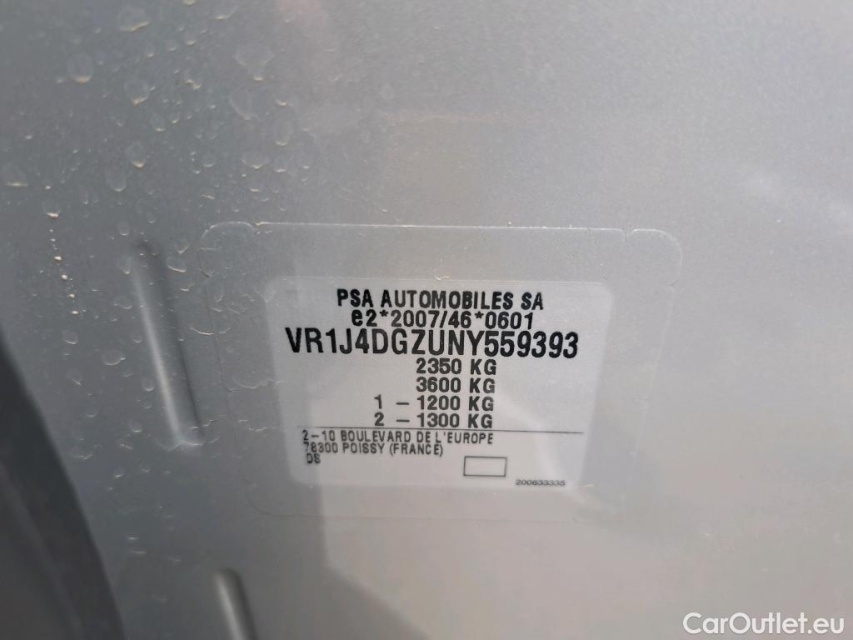 PSA AUTOMOBILES SA
e2*2007/46*0601
VR1J4DGZUNY559393
2350 KG
3600 KG
1 – 1200 KG
2 – 1300 KG
2–10 BOULEVARD DE L'EUROPE
78300 POISSY (FRANCE)
DS
200633333
CarOutlet.eu